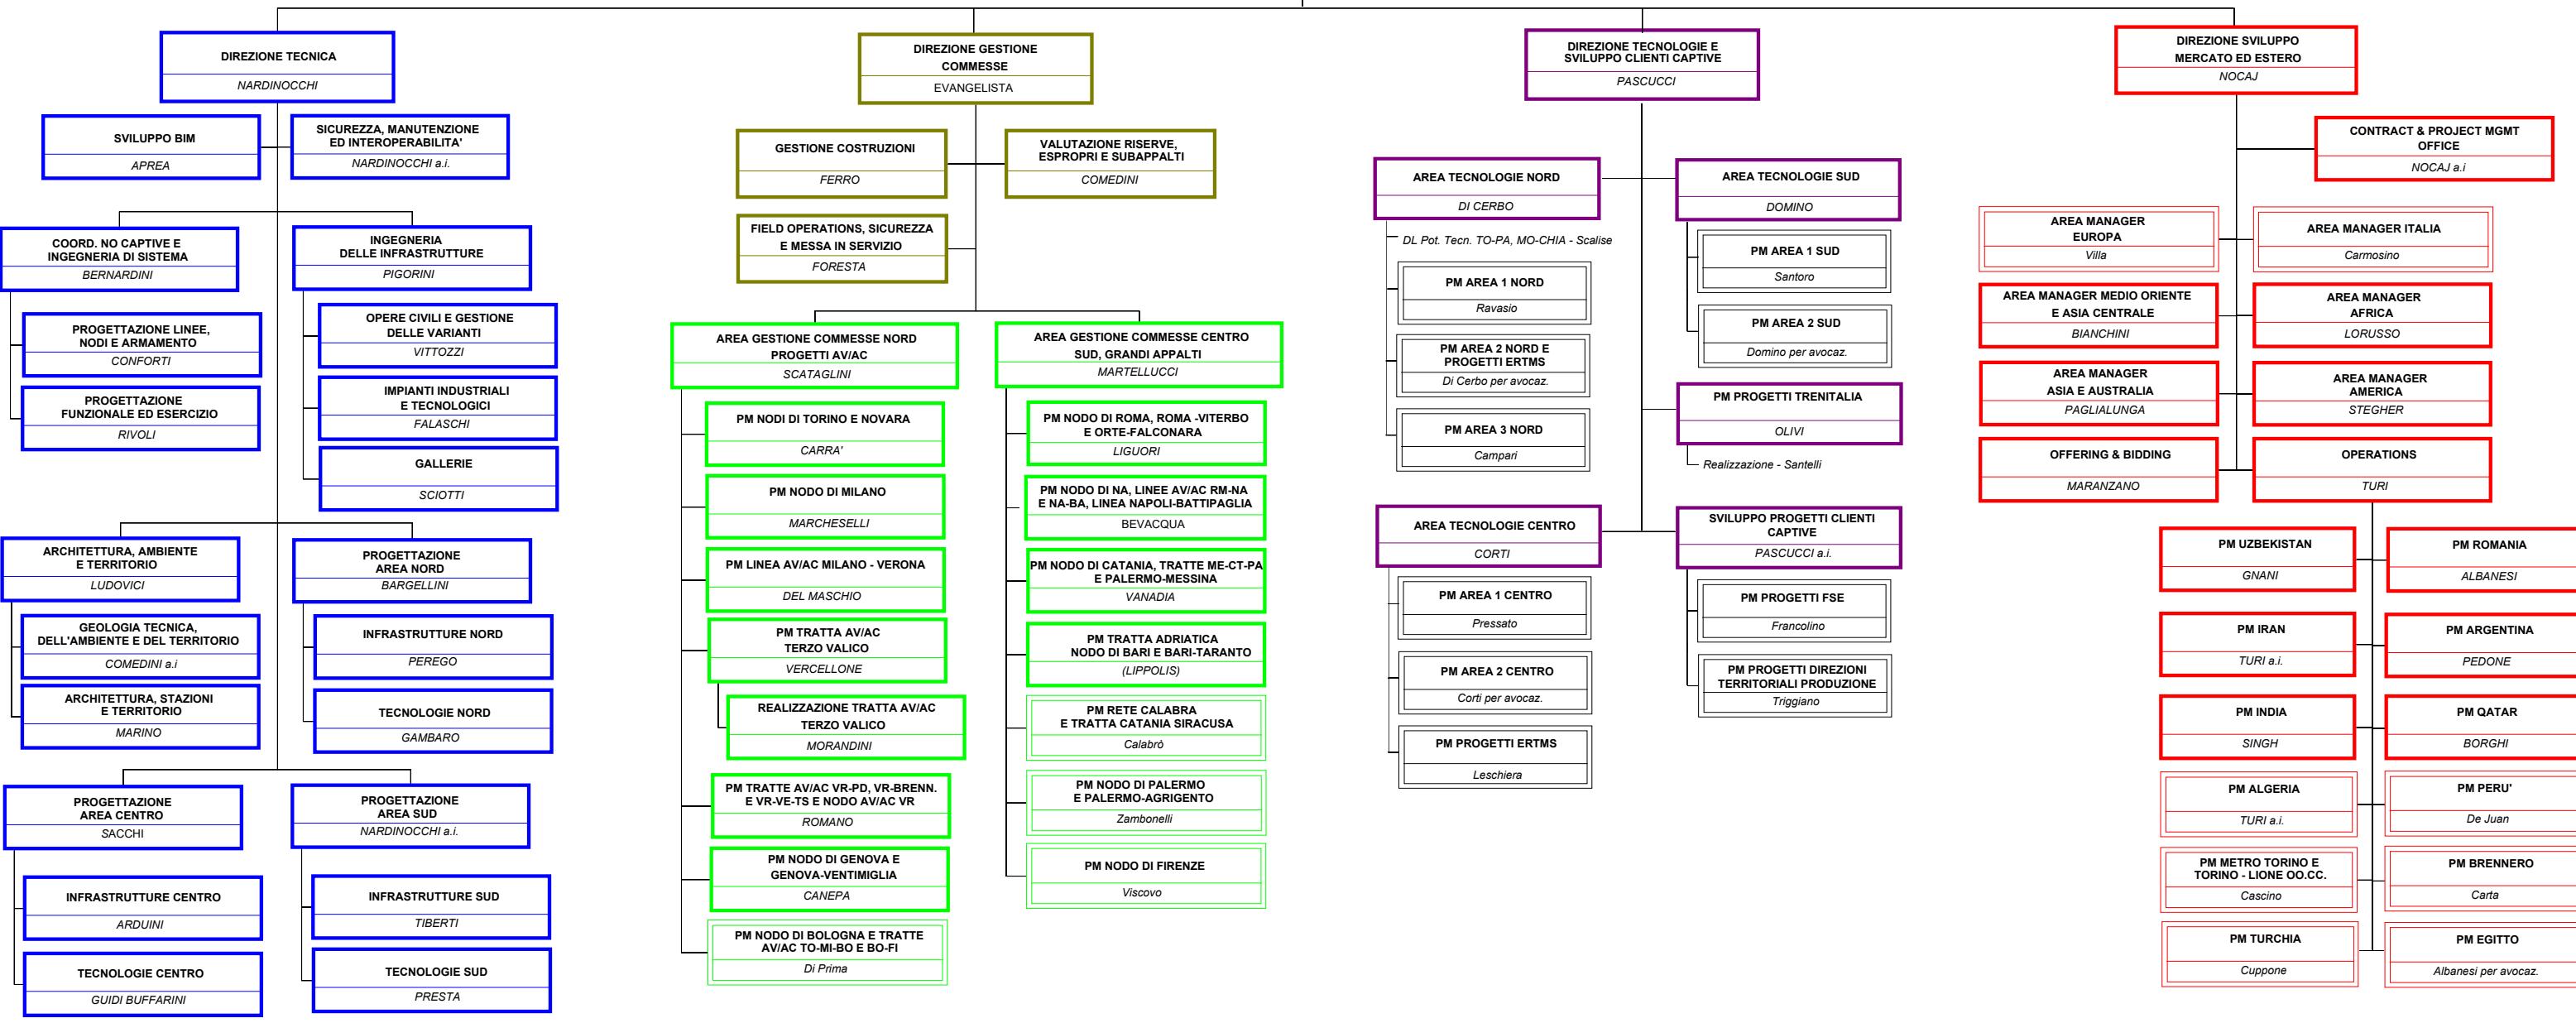 DIREZIONE TECNICA
NARDINOCCHI
SVILUPPO BIM
APREA
SICUREZZA, MANUTENZIONE
ED INTEROPERABILITA'
NARDINOCCHI a.i.
COORD. NO CAPTIVE E
INGEGNERIA DI SISTEMA
BERNARDINI
PROGETTAZIONE LINEE,
NODI E ARMAMENTO
CONFORTI
PROGETTAZIONE
FUNZIONALE ED ESERCIZIO
RIVOLI
INGEGNERIA
DELLE INFRASTRUTTURE
PIGORINI
OPERE CIVILI E GESTIONE
DELLE VARIANTI
VITTOZZI
IMPIANTI INDUSTRIALI
E TECNOLOGICI
FALASCHI
GALLERIE
SCIOTTI
ARCHITETTURA, AMBIENTE
E TERRITORIO
LUDOVICI
GEOLOGIA TECNICA,
DELL'AMBIENTE E DEL TERRITORIO
COMEDINI a.i
ARCHITETTURA, STAZIONI
E TERRITORIO
MARINO
PROGETTAZIONE
AREA NORD
BARGELLINI
INFRASTRUTTURE NORD
PEREGO
TECNOLOGIE NORD
GAMBARO
PROGETTAZIONE
AREA CENTRO
SACCHI
INFRASTRUTTURE CENTRO
ARDUINI
TECNOLOGIE CENTRO
GUIDI BUFFARINI
PROGETTAZIONE
AREA SUD
NARDINOCCHI a.i.
INFRASTRUTTURE SUD
TIBERTI
TECNOLOGIE SUD
PRESTA
DIREZIONE GESTIONE
COMMESSE
EVANGELISTA
GESTIONE COSTRUZIONI
FERRO
VALUTAZIONE RISERVE,
ESPROPRI E SUBAPPALTI
COMEDINI
FIELD OPERATIONS, SICUREZZA
E MESSA IN SERVIZIO
FORESTA
AREA GESTIONE COMMESSE NORD
PROGETTI AV/AC
SCATAGLINI
PM NODI DI TORINO E NOVARA
CARRA'
PM NODO DI MILANO
MARCHESELLI
PM LINEA AV/AC MILANO - VERONA
DEL MASCHIO
PM TRATTA AV/AC
TERZO VALICO
VERCELLONE
REALIZZAZIONE TRATTA AV/AC
TERZO VALICO
MORANDINI
PM TRATTE AV/AC VR-PD, VR-BRENN.
E VR-VE-TS E NODO AV/AC VR
ROMANO
PM NODO DI GENOVA E
GENOVA-VENTIMIGLIA
CANEPA
PM NODO DI BOLOGNA E TRATTE
AV/AC TO-MI-BO E BO-FI
Di Prima
AREA GESTIONE COMMESSE CENTRO
SUD, GRANDI APPALTI
MARTELLUCCI
PM NODO DI ROMA, ROMA -VITERBO
E ORTE-FALCONARA
LIGUORI
PM NODO DI NA, LINEE AV/AC RM-NA
E NA-BA, LINEA NAPOLI-BATTIPAGLIA
BEVACQUA
PM NODO DI CATANIA, TRATTE ME-CT-PA
E PALERMO-MESSINA
VANADIA
PM TRATTA ADRIATICA
NODO DI BARI E BARI-TARANTO
(LIPPOLIS)
PM RETE CALABRA
E TRATTA CATANIA SIRACUSA
Calabrò
PM NODO DI PALERMO
E PALERMO-AGRIGENTO
Zambonelli
PM NODO DI FIRENZE
Viscovo
DIREZIONE TECNOLOGIE E
SVILUPPO CLIENTI CAPTIVE
PASCUCCI
AREA TECNOLOGIE NORD
DI CERBO
DL Pot. Tecn. TO-PA, MO-CHIA - Scalise
PM AREA 1 NORD
Ravasio
PM AREA 2 NORD E
PROGETTI ERTMS
Di Cerbo per avocaz.
PM AREA 3 NORD
Campari
AREA TECNOLOGIE SUD
DOMINO
PM AREA 1 SUD
Santoro
PM AREA 2 SUD
Domino per avocaz.
PM PROGETTI TRENITALIA
OLIVI
Realizzazione - Santelli
AREA TECNOLOGIE CENTRO
CORTI
PM AREA 1 CENTRO
Pressato
PM AREA 2 CENTRO
Corti per avocaz.
PM PROGETTI ERTMS
Leschiera
SVILUPPO PROGETTI CLIENTI
CAPTIVE
PASCUCCI a.i.
PM PROGETTI FSE
Francolino
PM PROGETTI DIREZIONI
TERRITORIALI PRODUZIONE
Triggiano
DIREZIONE SVILUPPO
MERCATO ED ESTERO
NOCAJ
CONTRACT & PROJECT MGMT
OFFICE
NOCAJ a.i
AREA MANAGER
EUROPA
Villa
AREA MANAGER ITALIA
Carmosino
AREA MANAGER MEDIO ORIENTE
E ASIA CENTRALE
BIANCHINI
AREA MANAGER
AFRICA
LORUSSO
AREA MANAGER
ASIA E AUSTRALIA
PAGLIALUNGA
AREA MANAGER
AMERICA
STEGHER
OFFERING & BIDDING
MARANZANO
OPERATIONS
TURI
PM UZBEKISTAN
GNANI
PM ROMANIA
ALBANESI
PM IRAN
TURI a.i.
PM ARGENTINA
PEDONE
PM INDIA
SINGH
PM QATAR
BORGHI
PM ALGERIA
TURI a.i.
PM PERU'
De Juan
PM METRO TORINO E
TORINO - LIONE OO.CC.
Cascino
PM BRENNERO
Carta
PM TURCHIA
Cuppone
PM EGITTO
Albanesi per avocaz.